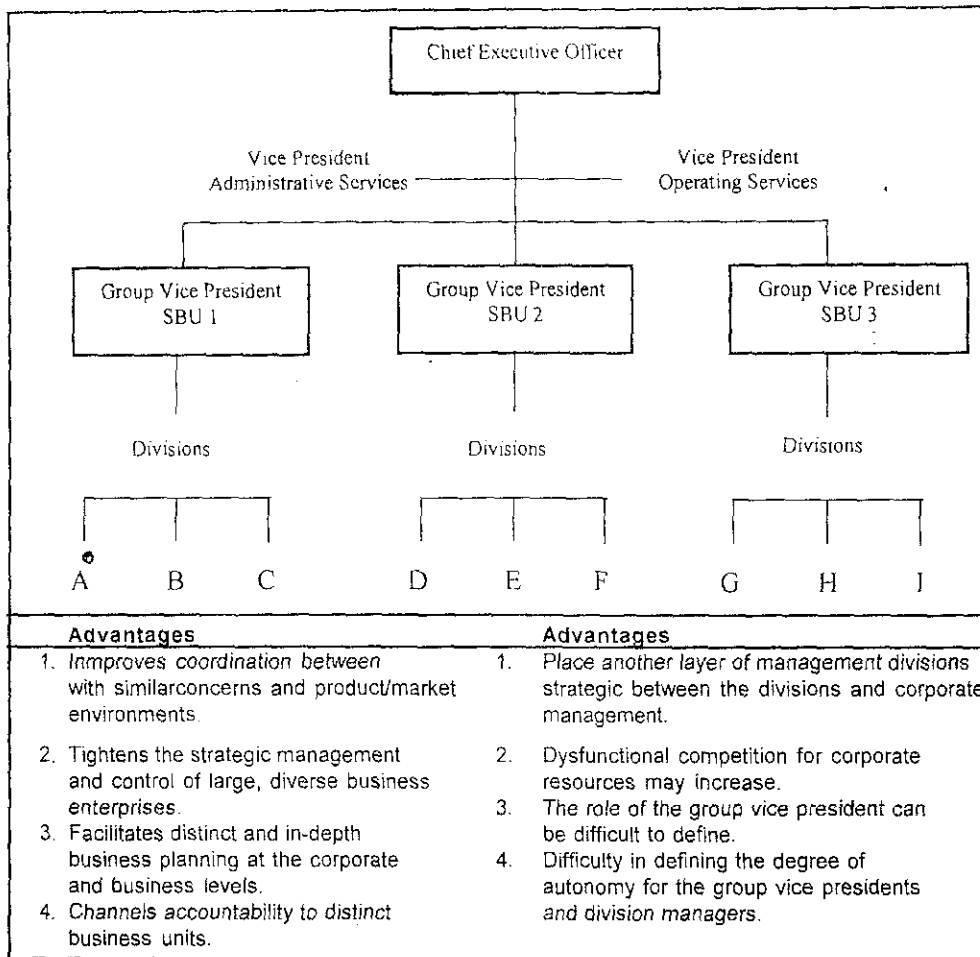 Chief Executive Officer
Vice President
Administrative Services
Vice President
Operating Services
Group Vice President
SBU 1
Group Vice President
SBU 2
Group Vice President
SBU 3
Divisions
Divisions
Divisions
A B C D E F G H I
Advantages
1. Inmproves coordination between
with similarconcerns and product/market
environments.
2. Tightens the strategic management
and control of large, diverse business
enterprises.
3. Facilitates distinct and in-depth
business planning at the corporate
and business levels.
4. Channels accountability to distinct
business units.
Advantages
1. Place another layer of management divisions
strategic between the divisions and corporate
management.
2. Dysfunctional competition for corporate
resources may increase.
3. The role of the group vice president can
be difficult to define.
4. Difficulty in defining the degree of
autonomy for the group vice presidents
and division managers.